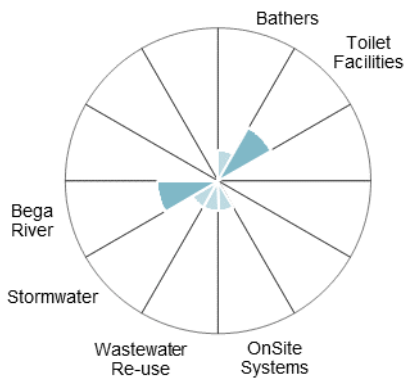 Bathers
Toilet
Facilities
Bega
River
Stormwater
Wastewater
Re-use
OnSite
Systems